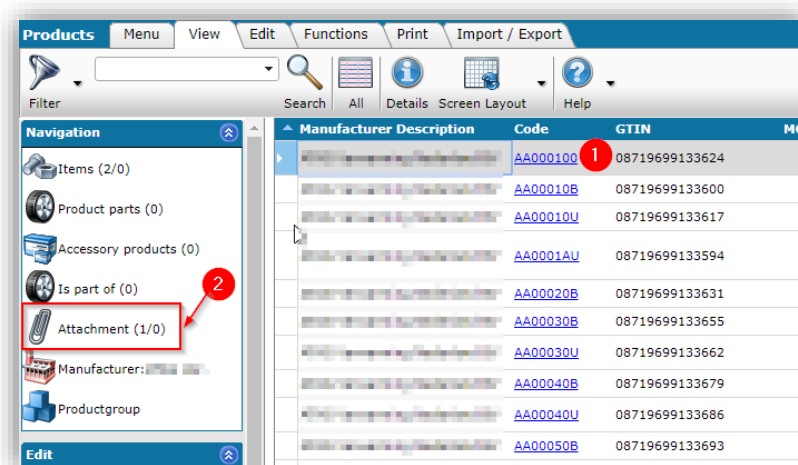 Products Menu View Edit Functions Print Import / Export
Filter Search All Details Screen Layout Help
Navigation
Items (2/0)
Product parts (0)
Accessory products (0)
Is part of (0)
2
Attachment (1/0)
Manufacturer:
Productgroup
Edit
Manufacturer Description Code GTIN
AA000100 1 08719699133624
AA00010B 08719699133600
AA00010U 08719699133617
AA0001AU 08719699133594
AA00020B 08719699133631
AA00030B 08719699133655
AA00030U 08719699133662
AA00040B 08719699133679
AA00040U 08719699133686
AA00050B 08719699133693